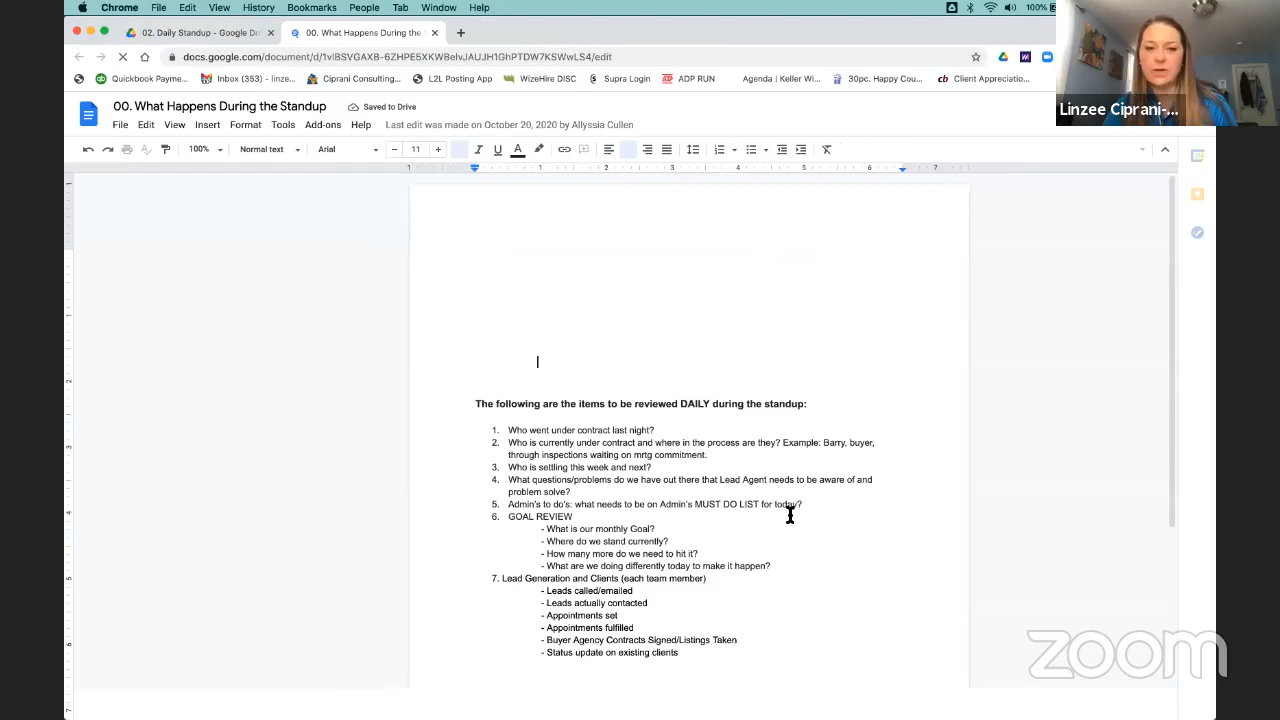 Chrome File Edit View History Bookmarks People Tab Window Help 100%
02. Daily Standup - Google Dri 00. What Happens During the
docs.google.com/document/d/1viBSVGAXB-6ZHPE5XKWBelvJAUJH1GhPTDW7KSwLS4/edit
Quickbook Payme... Inbox (353) - linze... Ciprani Consulting... L2L Posting App WizeHire DISC Supra Login ADP RUN Agenda | Keller Wi... 30pc. Happy Cou... Client Appreciatio...
Linzee Ciprani-...
00. What Happens During the Standup Saved to Drive
File Edit View Insert Format Tools Add-ons Help Last edit was made on October 20, 2020 by Allyssia Cullen
100% Normal text Arial 11
1 1 2 3 4 5 6 7
The following are the items to be reviewed DAILY during the standup:
1. Who went under contract last night?
2. Who is currently under contract and where in the process are they? Example: Barry, buyer,
through inspections waiting on mrtg commitment.
3. Who is settling this week and next?
4. What questions/problems do we have out there that Lead Agent needs to be aware of and
problem solve?
5. Admin's to do's: what needs to be on Admin's MUST DO LIST for today?
6. GOAL REVIEW
- What is our monthly Goal?
- Where do we stand currently?
- How many more do we need to hit it?
- What are we doing differently today to make it happen?
7. Lead Generation and Clients (each team member)
- Leads called/emailed
- Leads actually contacted
- Appointments set
- Appointments fulfilled
- Buyer Agency Contracts Signed/Listings Taken
- Status update on existing clients
zoom